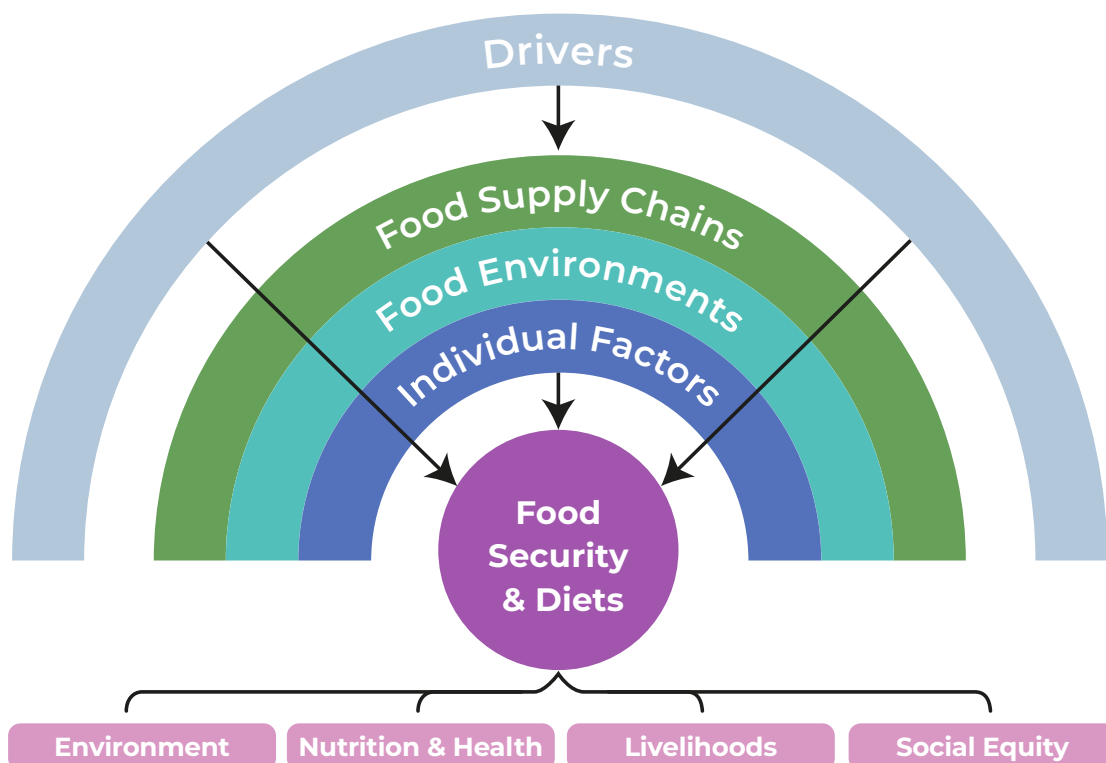 Drivers
Food Supply Chains
Food Environments
Individual Factors
Food
Security
& Diets
Environment
Nutrition & Health
Livelihoods
Social Equity